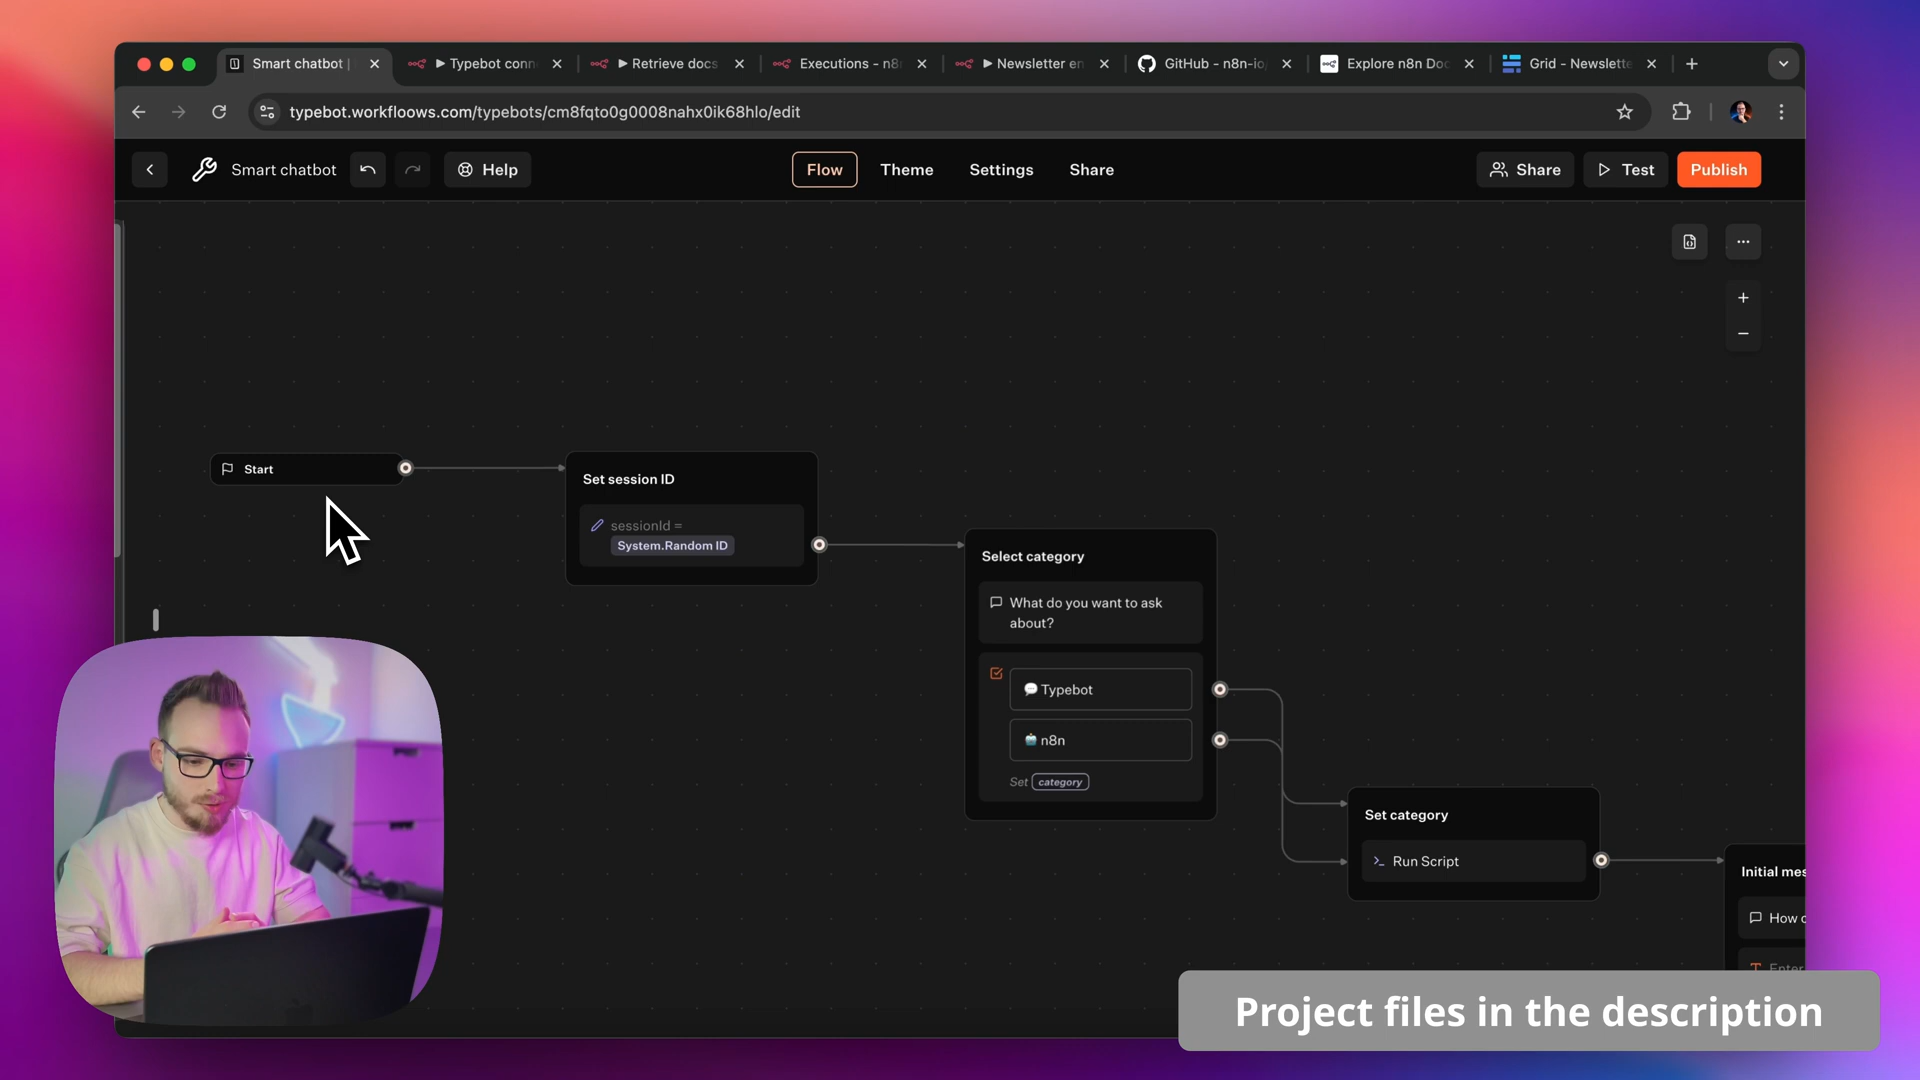 Smart chatbot |
Typebot conn
Retrieve docs
Executions - n8
Newsletter en
GitHub - n8n-io
Explore n8n Doc
Grid - Newslette
typebot.workfloows.com/typebots/cm8fqto0g0008nahx0ik68hlo/edit
Smart chatbot
Help
Flow
Theme
Settings
Share
Share
Test
Publish
Start
Set session ID
sessionId =
System.Random ID
Select category
What do you want to ask
about?
Typebot
n8n
Set category
Set category
Run Script
Initial mes
How c
Enter
Project files in the description